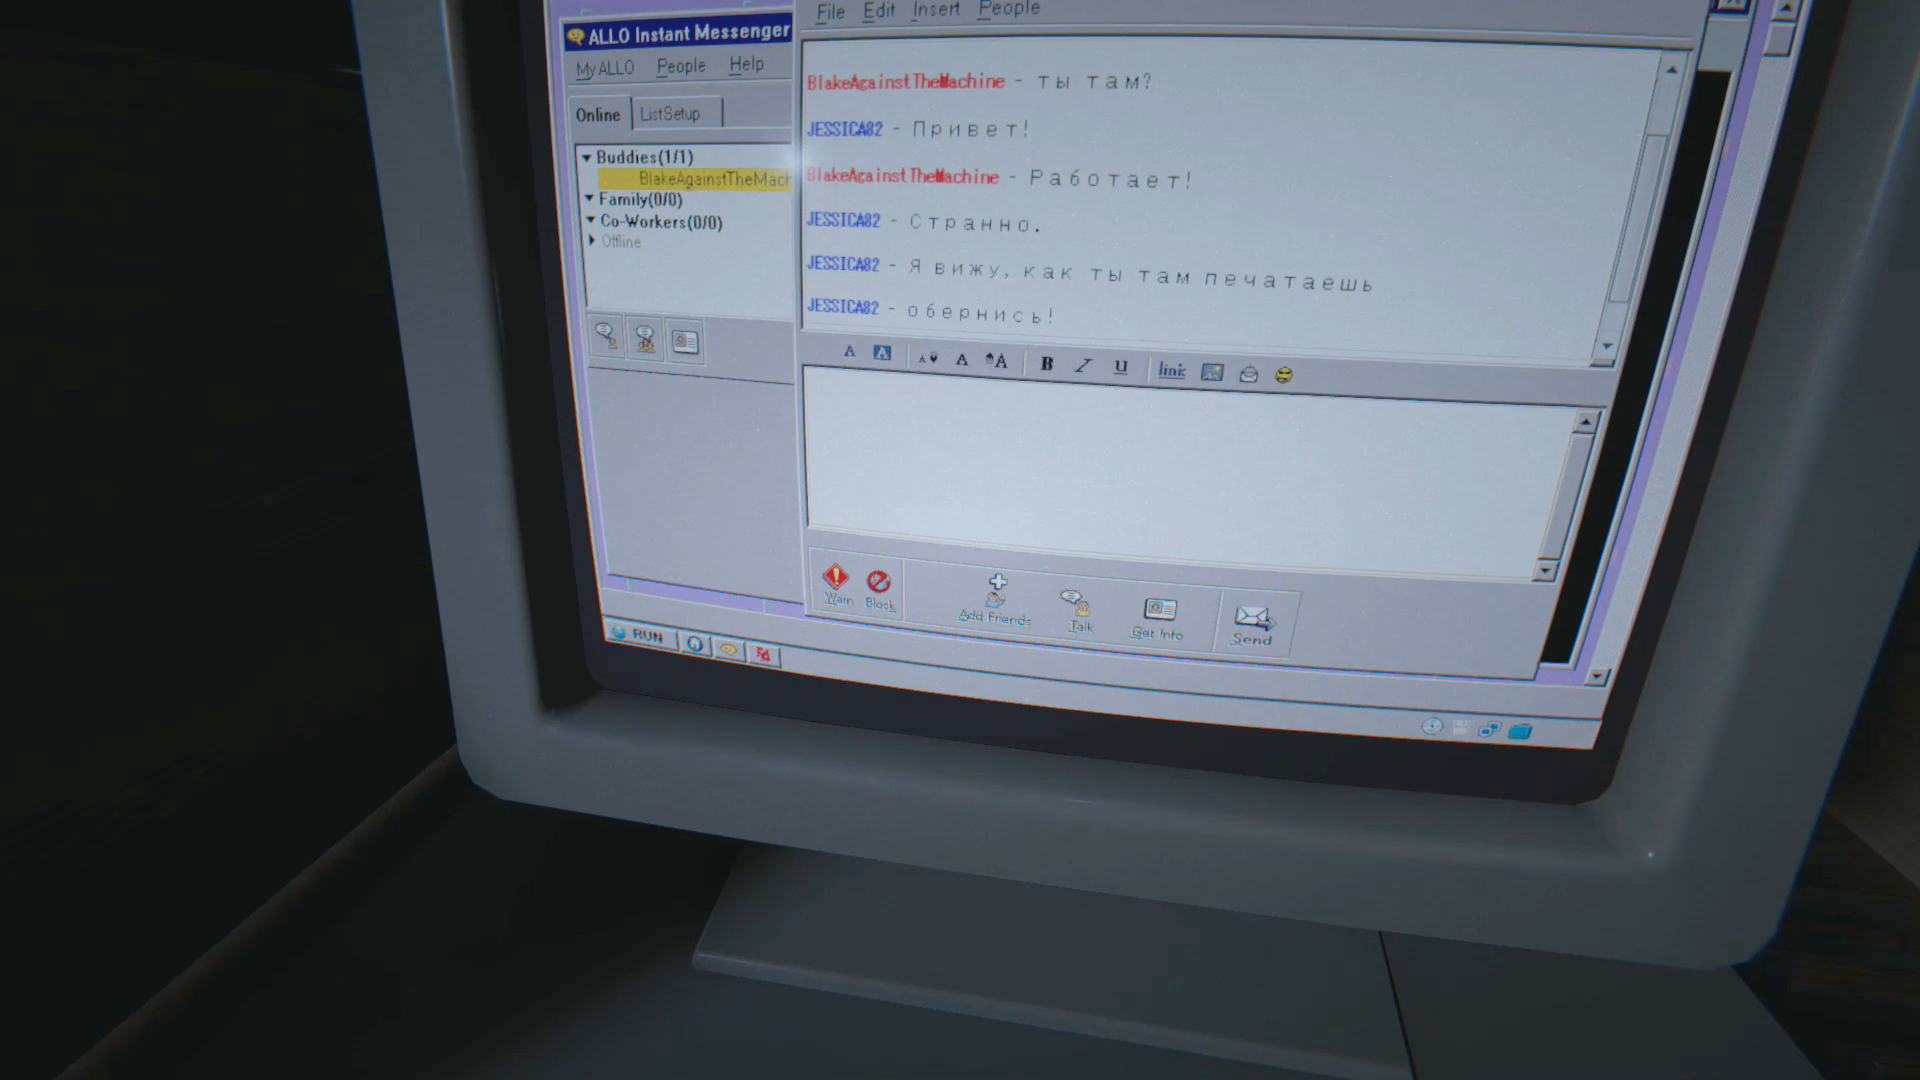 ALLO Instant Messenger
MyALLO People Help
Online ListSetup
Buddies(1/1)
BlakeAgainstTheMach
Family(0/0)
Co-Workers(0/0)
Offline
File Edit Insert People
BlakeAgainstTheMachine - ты там?
JESSICA82 - Привет!
BlakeAgainstTheMachine - Работает!
JESSICA82 - Странно.
JESSICA82 - Я вижу, как ты там печатаешь
JESSICA82 - обернись!
A A A A A B I U link
Warn Block Add Friends Talk Get Info Send
RUN